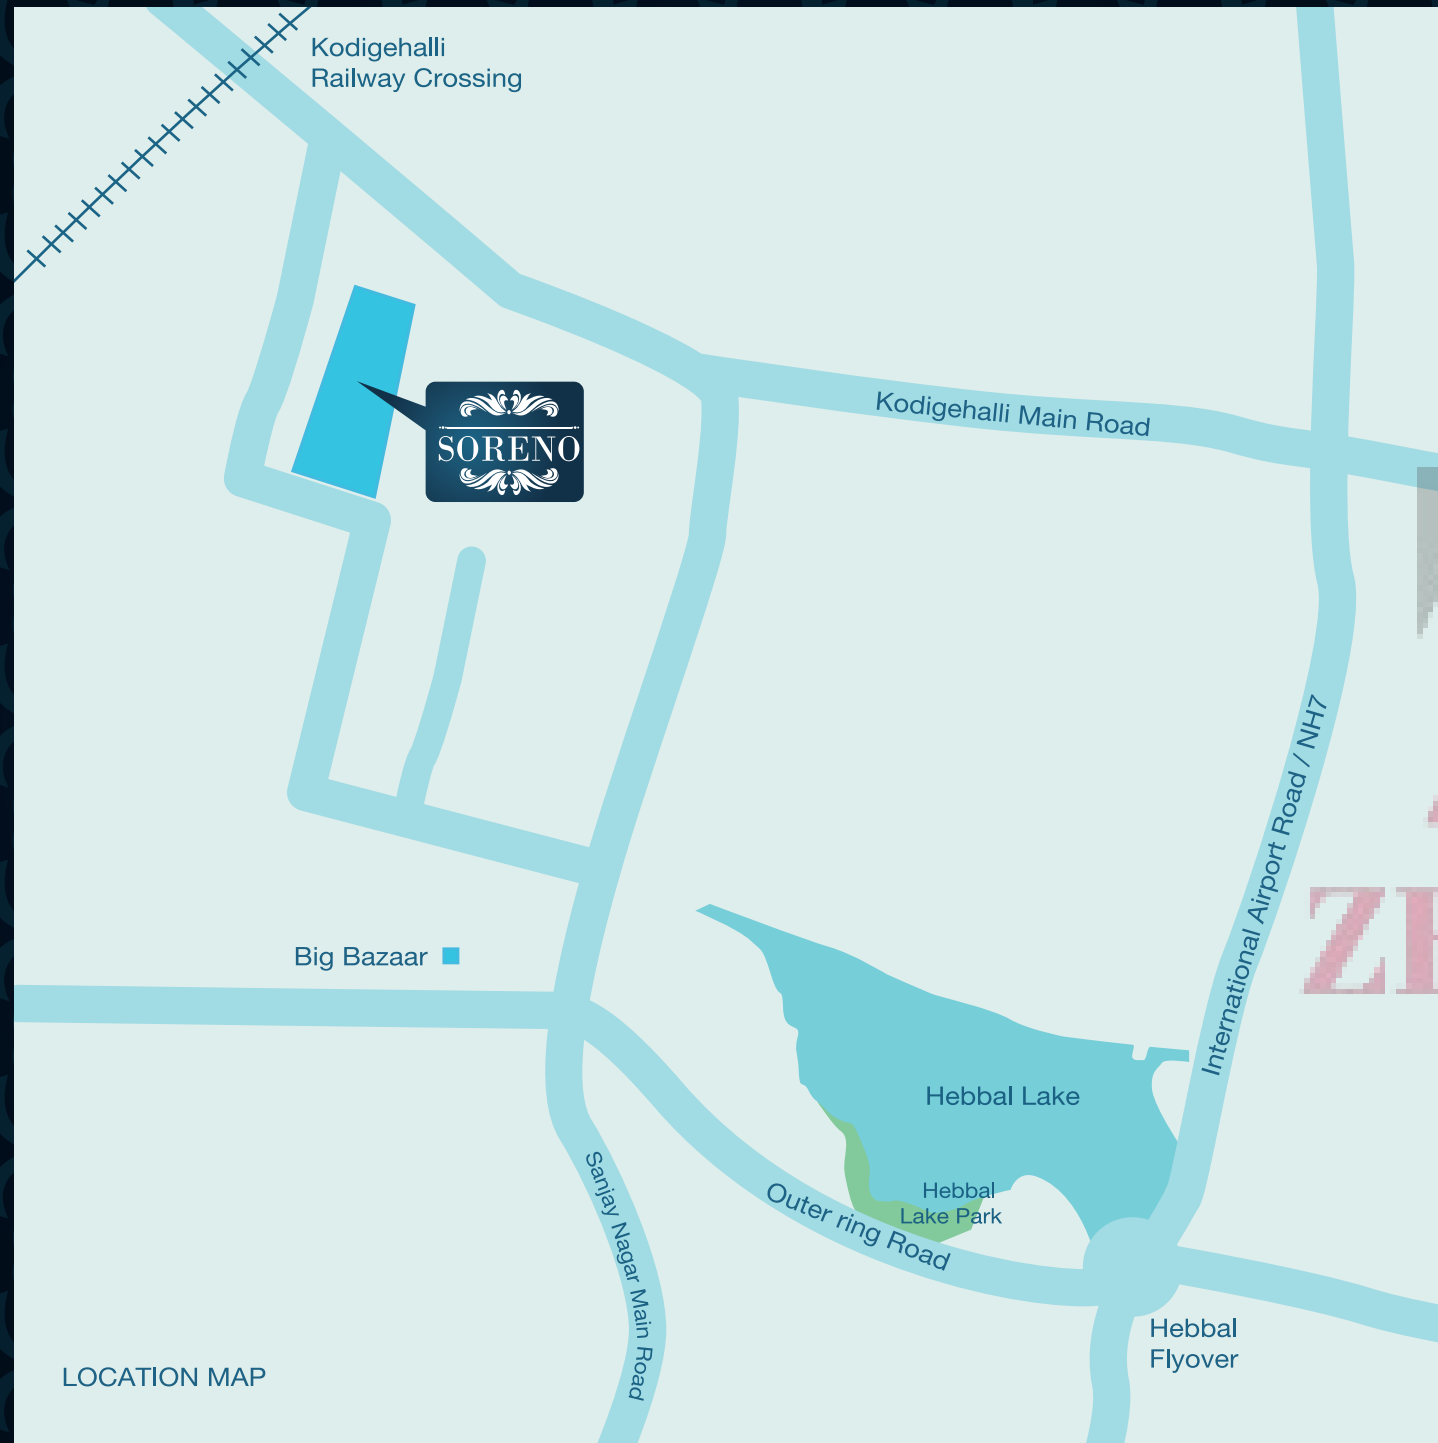 Kodigehalli
Railway Crossing
SORENO
Kodigehalli Main Road
International Airport Road / NH7
Big Bazaar
Hebbal Lake
Hebbal
Lake Park
Outer ring Road
Sanjay Nagar Main Road
Hebbal
Flyover
LOCATION MAP